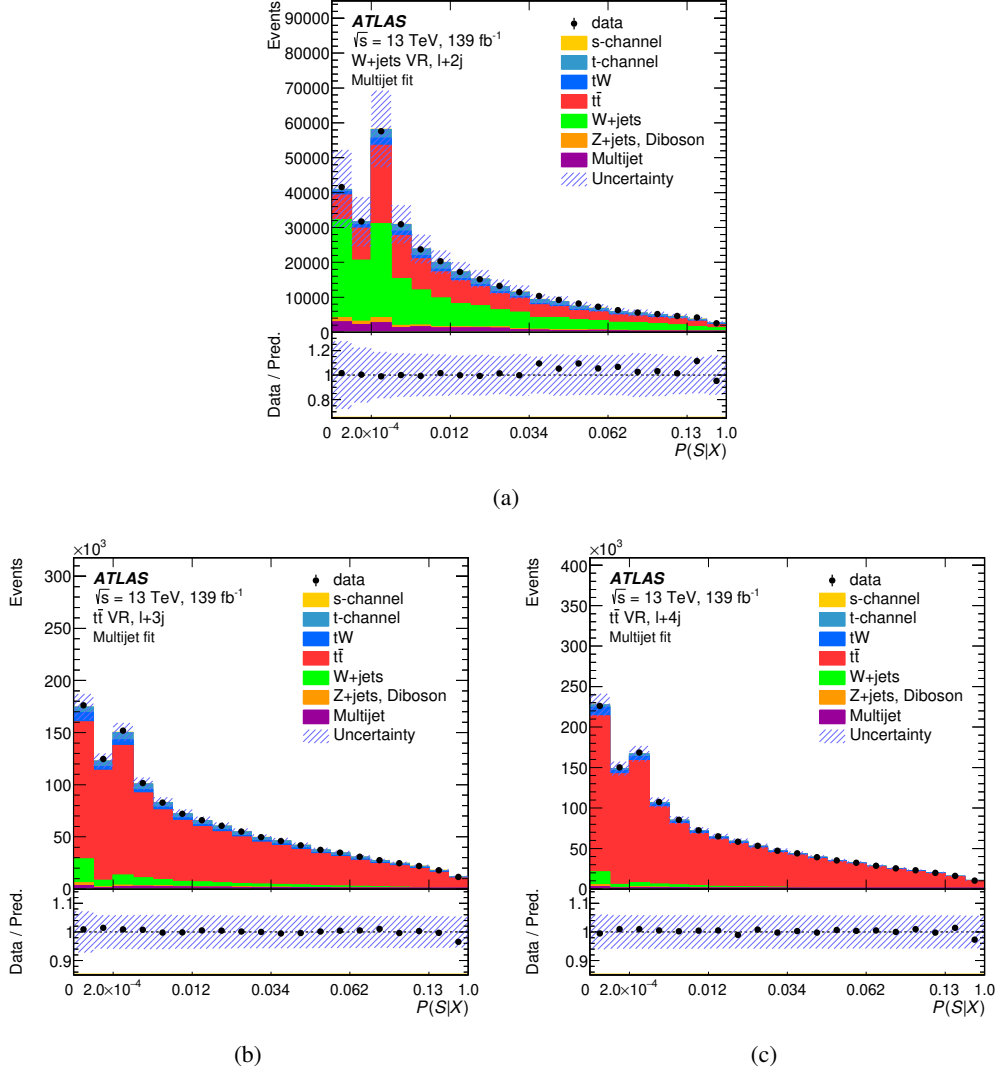 Events
90000
80000
70000
60000
50000
40000
30000
20000
10000
0
ATLAS
√s = 13 TeV, 139 fb⁻¹
W+jets VR, l+2j
Multijet fit
data
s-channel
t-channel
tW
tt̄
W+jets
Z+jets, Diboson
Multijet
Uncertainty
Data / Pred.
1.2
1
0.8
0 2.0×10⁻⁴ 0.012 0.034 0.062 0.13 1.0
P(S|X)
(a)
×10³
Events
300
250
200
150
100
50
0
ATLAS
√s = 13 TeV, 139 fb⁻¹
tt̄ VR, l+3j
Multijet fit
data
s-channel
t-channel
tW
tt̄
W+jets
Z+jets, Diboson
Multijet
Uncertainty
Data / Pred.
1.1
1
0.9
0 2.0×10⁻⁴ 0.012 0.034 0.062 0.13 1.0
P(S|X)
(b)
×10³
Events
400
350
300
250
200
150
100
50
0
ATLAS
√s = 13 TeV, 139 fb⁻¹
tt̄ VR, l+4j
Multijet fit
data
s-channel
t-channel
tW
tt̄
W+jets
Z+jets, Diboson
Multijet
Uncertainty
Data / Pred.
1.1
1
0.9
0 2.0×10⁻⁴ 0.012 0.034 0.062 0.13 1.0
P(S|X)
(c)